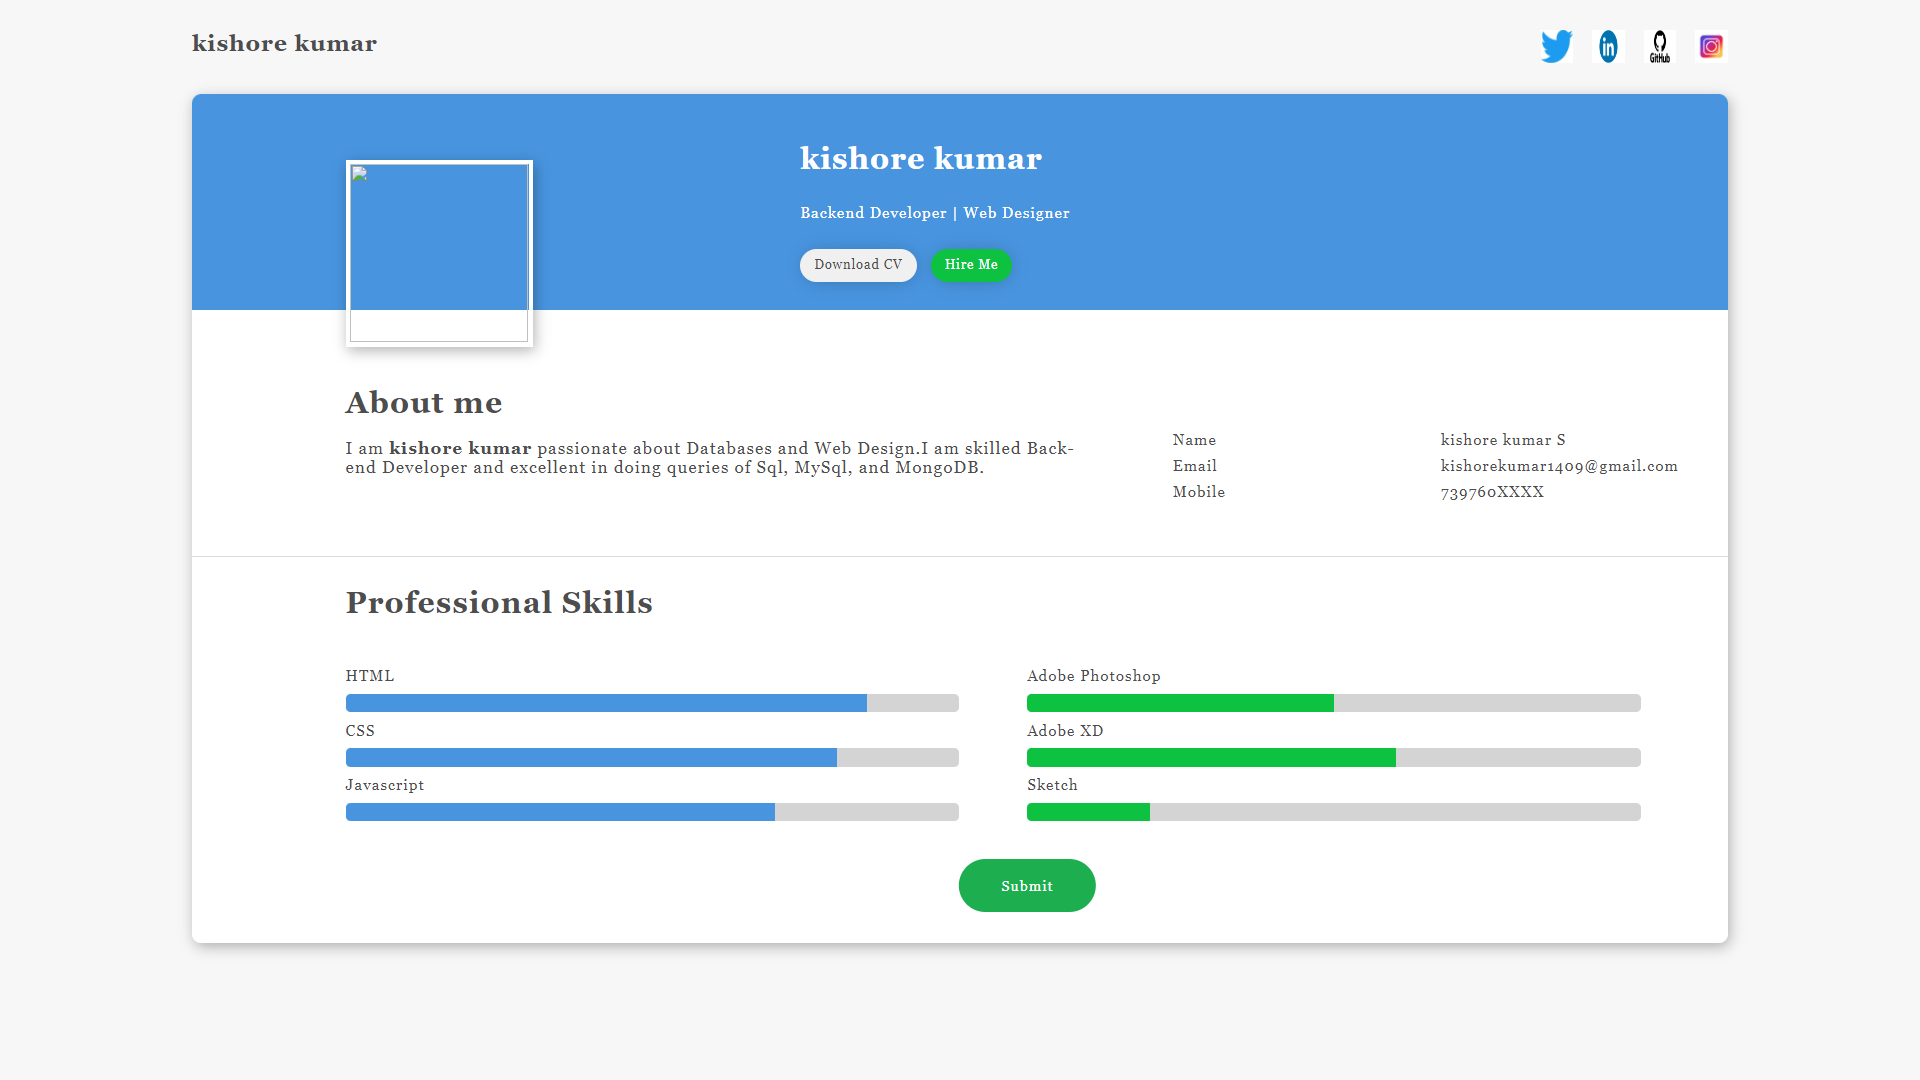 kishore kumar
in
GitHub
kishore kumar
Backend Developer | Web Designer
Download CV
Hire Me
About me
I am kishore kumar passionate about Databases and Web Design.I am skilled Back-
end Developer and excellent in doing queries of Sql, MySql, and MongoDB.
Name kishore kumar S
Email kishorekumar1409@gmail.com
Mobile 739760XXXX
Professional Skills
HTML
CSS
Javascript
Adobe Photoshop
Adobe XD
Sketch
Submit